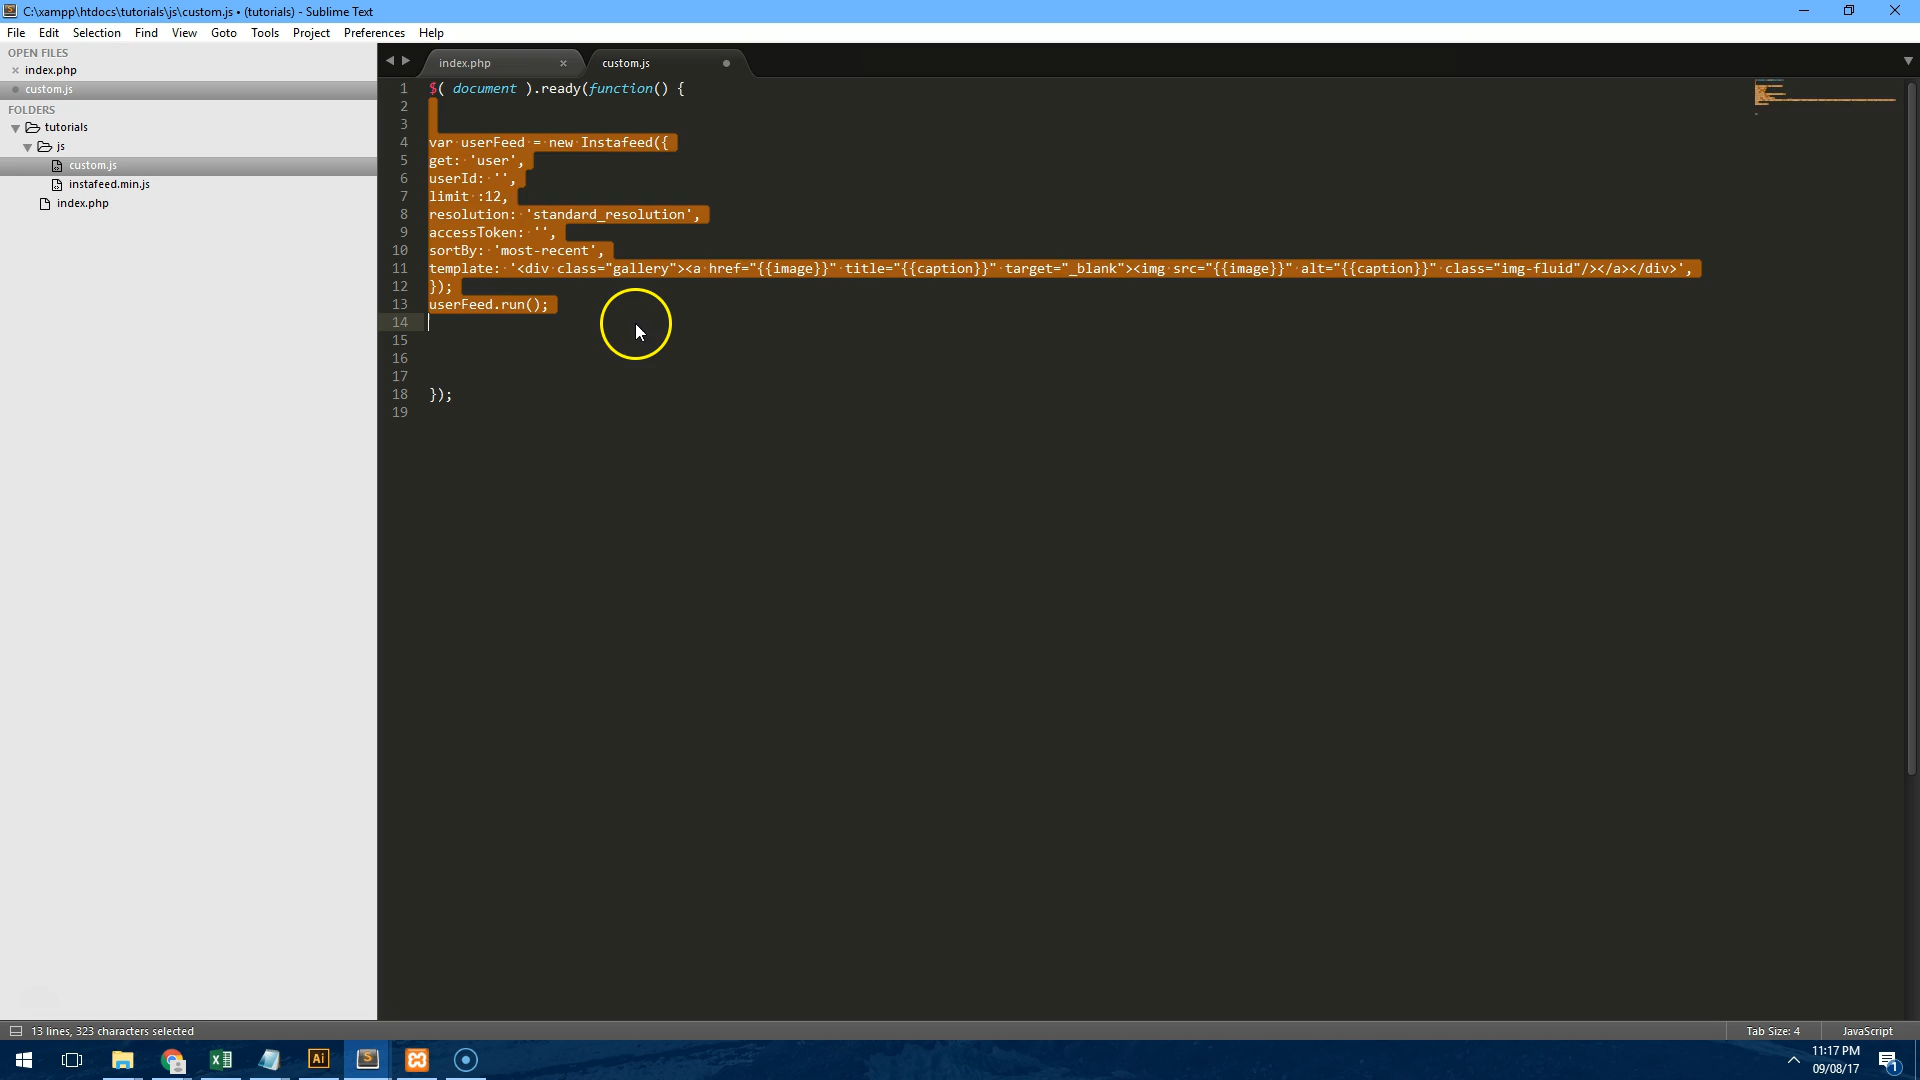 C:\xampp\htdocs\tutorials\js\custom.js • (tutorials) - Sublime Text
File Edit Selection Find View Goto Tools Project Preferences Help
OPEN FILES
index.php
custom.js
FOLDERS
tutorials
js
custom.js
instafeed.min.js
index.php
index.php custom.js
1 $( document ).ready(function() {
2
3
4 var userFeed = new Instafeed({
5 get: 'user',
6 userId: '',
7 limit :12,
8 resolution: 'standard_resolution',
9 accessToken: '',
10 sortBy: 'most-recent',
11 template: '<div class="gallery"><a href="{{image}}" title="{{caption}}" target="_blank"><img src="{{image}}" alt="{{caption}}" class="img-fluid"/></a></div>',
12 });
13 userFeed.run();
14
15
16
17
18 });
19
13 lines, 323 characters selected
Tab Size: 4 JavaScript
Ai S
11:17 PM
09/08/17
1